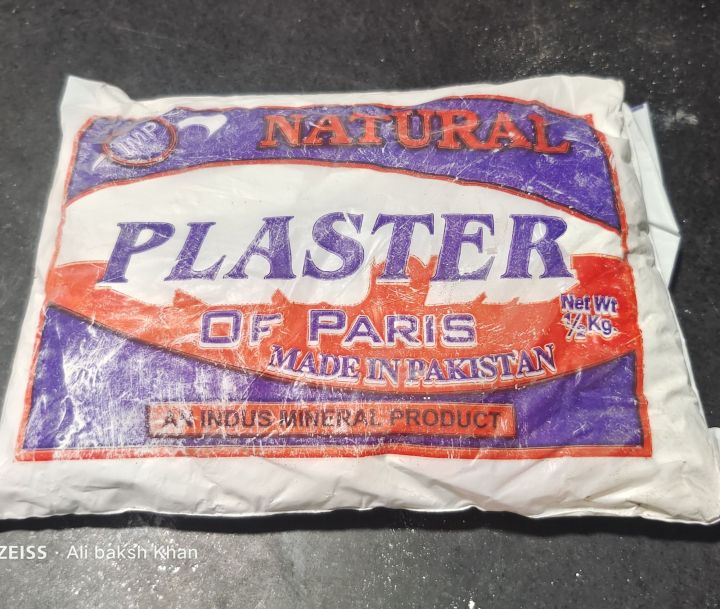 IMP
NATURAL
PLASTER
OF PARIS
Net Wt
½ Kg.
MADE IN PAKISTAN
AN INDUS MINERAL PRODUCT
ZEISS · Ali baksh Khan